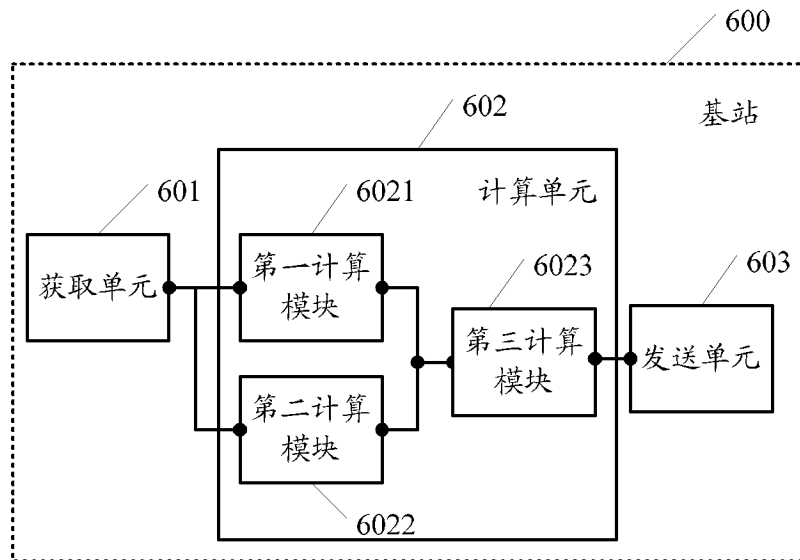 600
基站
602
计算单元
601
获取单元
6021
第一计算
模块
6023
第三计算
模块
603
发送单元
第二计算
模块
6022